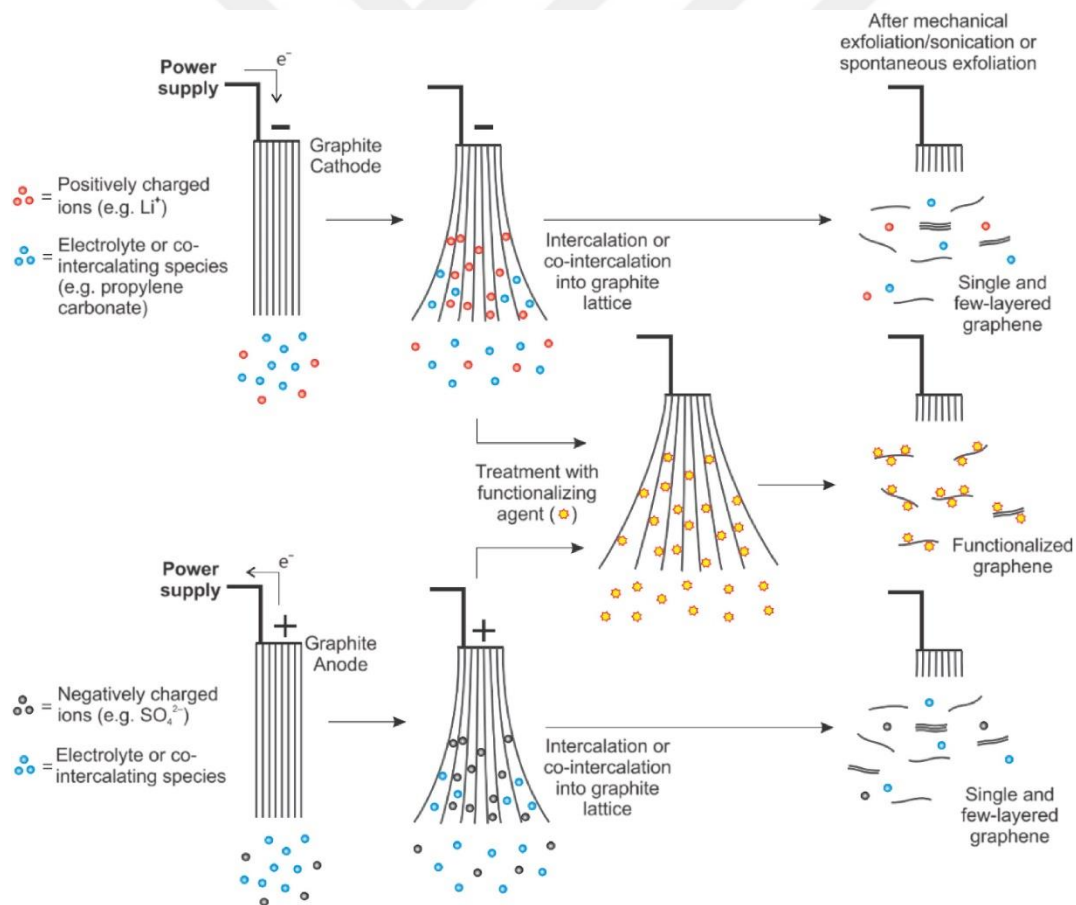 After mechanical
exfoliation/sonication or
spontaneous exfoliation
Power
supply
e⁻
−
Graphite
Cathode
= Positively charged
ions (e.g. Li⁺)
= Electrolyte or co-
intercalating species
(e.g. propylene
carbonate)
−
Intercalation or
co-intercalation
into graphite
lattice
Single and
few-layered
graphene
Treatment with
functionalizing
agent ( )
Functionalized
graphene
Power
supply
e⁻
+
Graphite
Anode
= Negatively charged
ions (e.g. SO₄²⁻)
= Electrolyte or co-
intercalating species
+
Intercalation or
co-intercalation
into graphite
lattice
Single and
few-layered
graphene